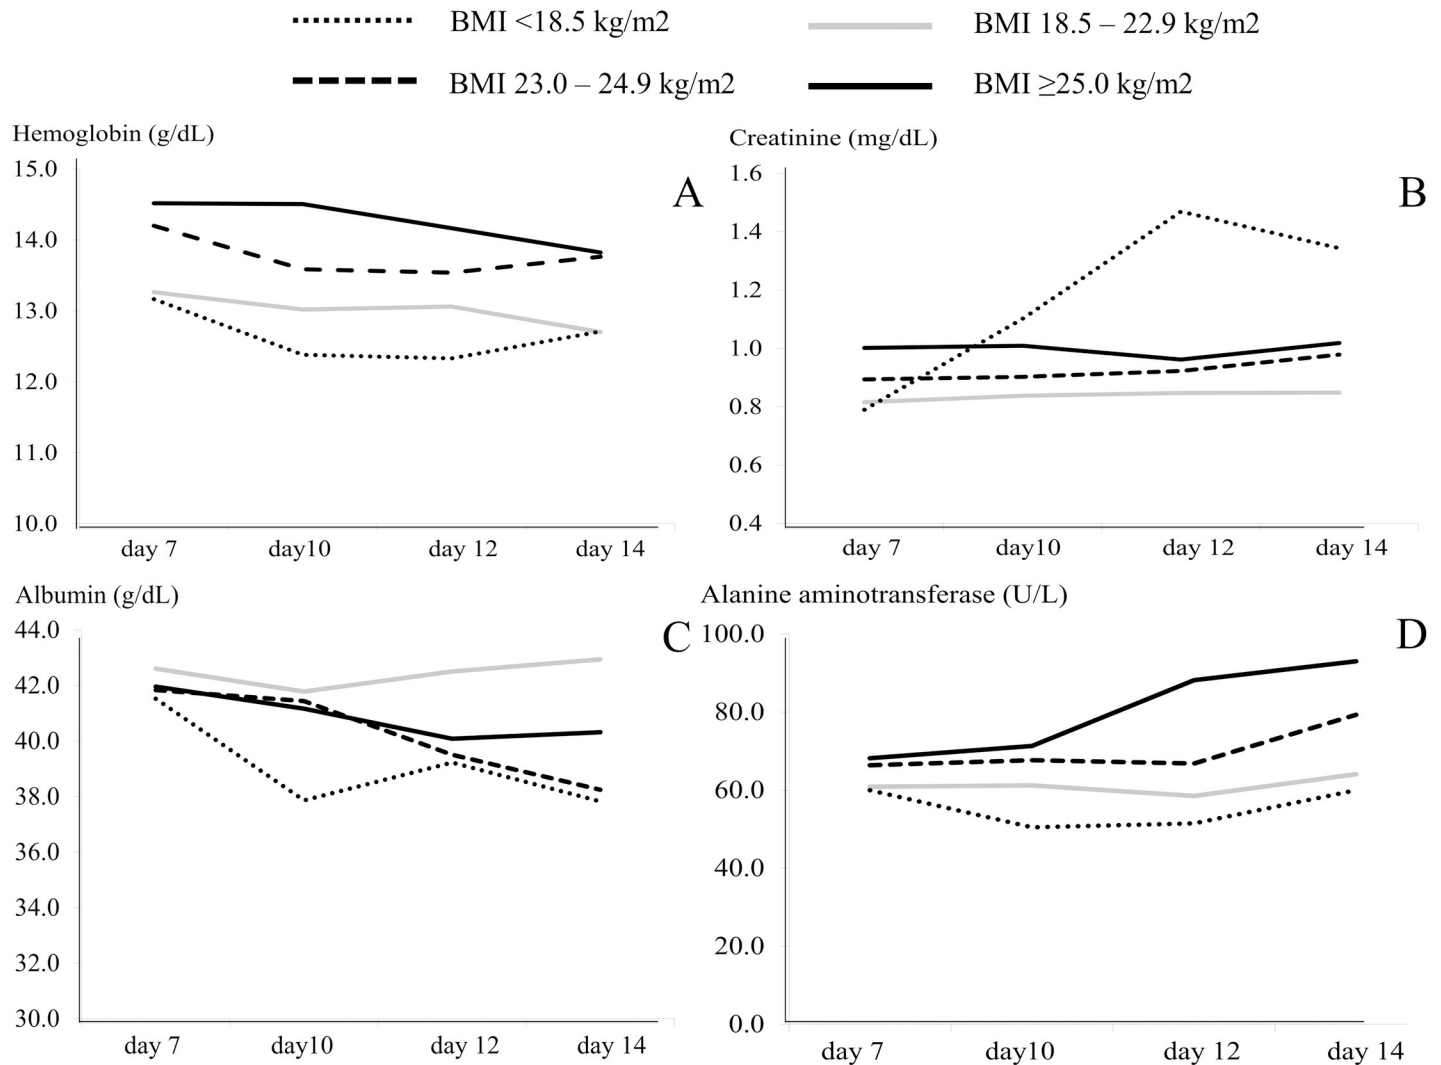 BMI <18.5 kg/m2
BMI 18.5 – 22.9 kg/m2
BMI 23.0 – 24.9 kg/m2
BMI ≥25.0 kg/m2
Hemoglobin (g/dL)
A
15.0
14.0
13.0
12.0
11.0
10.0
day 7 day10 day 12 day 14
Creatinine (mg/dL)
B
1.6
1.4
1.2
1.0
0.8
0.6
0.4
day 7 day10 day 12 day 14
Albumin (g/dL)
C
44.0
42.0
40.0
38.0
36.0
34.0
32.0
30.0
day 7 day10 day 12 day 14
Alanine aminotransferase (U/L)
D
100.0
80.0
60.0
40.0
20.0
0.0
day 7 day10 day 12 day 14